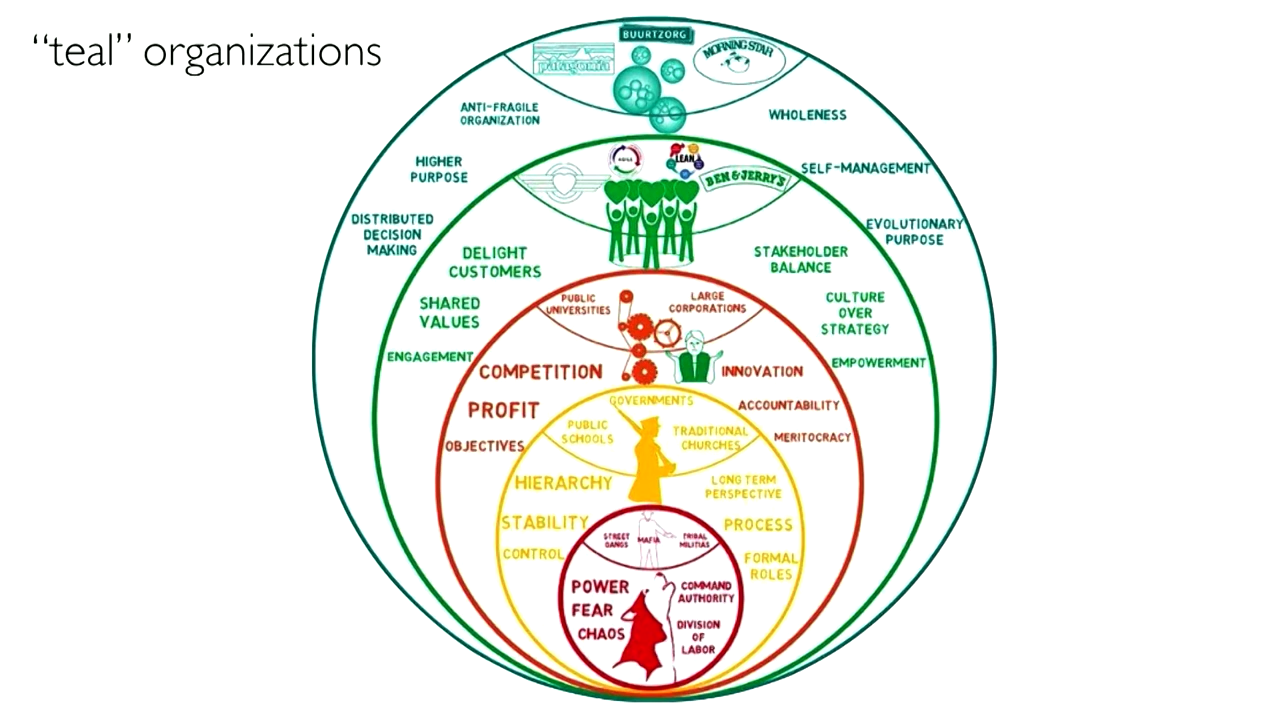 “teal” organizations
BUURTZORG
patagonia
MORNING STAR
ANTI-FRAGILE
ORGANIZATION
WHOLENESS
HIGHER
PURPOSE
SELF-MANAGEMENT
DISTRIBUTED
DECISION
MAKING
EVOLUTIONARY
PURPOSE
AGILE
LEAN
BEN & JERRY'S
DELIGHT
CUSTOMERS
STAKEHOLDER
BALANCE
SHARED
VALUES
CULTURE
OVER
STRATEGY
ENGAGEMENT
EMPOWERMENT
PUBLIC
UNIVERSITIES
LARGE
CORPORATIONS
COMPETITION
INNOVATION
PROFIT
ACCOUNTABILITY
OBJECTIVES
MERITOCRACY
GOVERNMENTS
PUBLIC
SCHOOLS
TRADITIONAL
CHURCHES
HIERARCHY
LONG TERM
PERSPECTIVE
STABILITY
PROCESS
CONTROL
FORMAL
ROLES
STREET
GANGS
MAFIA
TRIBAL
MILITIAS
POWER
FEAR
CHAOS
COMMAND
AUTHORITY
DIVISION
OF
LABOR